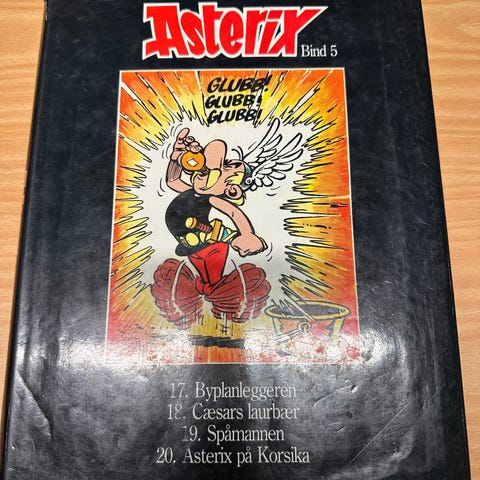 Asterix
Bind 5
GLUBB!
GLUBB!
GLUBB!
17. Byplanleggeren
18. Cæsars laurbær
19. Spåmannen
20. Asterix på Korsika